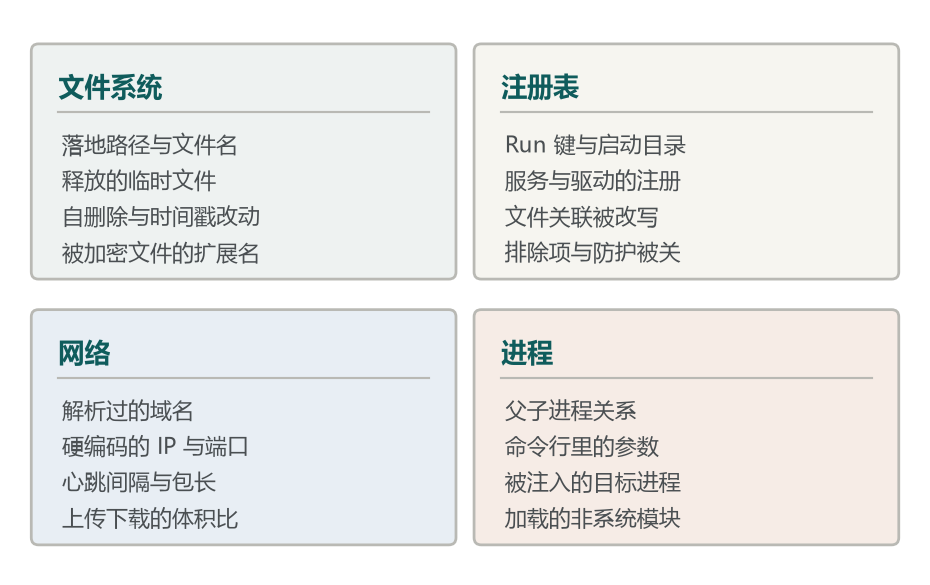 文件系统
落地路径与文件名
释放的临时文件
自删除与时间戳改动
被加密文件的扩展名
注册表
Run 键与启动目录
服务与驱动的注册
文件关联被改写
排除项与防护被关
网络
解析过的域名
硬编码的 IP 与端口
心跳间隔与包长
上传下载的体积比
进程
父子进程关系
命令行里的参数
被注入的目标进程
加载的非系统模块